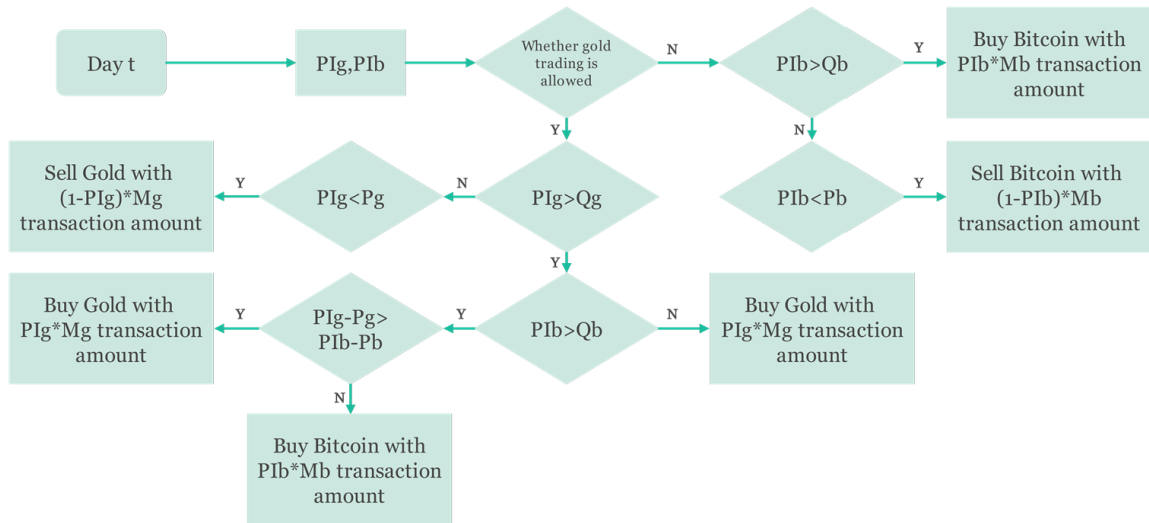 Day t
PIg,PIb
Whether gold
trading is
allowed
N
PIb>Qb
Y
Buy Bitcoin with
PIb*Mb transaction
amount
Y
N
Sell Gold with
(1-PIg)*Mg
transaction amount
Y
PIg<Pg
N
PIg>Qg
PIb<Pb
Y
Sell Bitcoin with
(1-PIb)*Mb
transaction amount
Y
Buy Gold with
PIg*Mg transaction
amount
Y
PIg-Pg>
PIb-Pb
Y
PIb>Qb
N
Buy Gold with
PIg*Mg transaction
amount
N
Buy Bitcoin with
PIb*Mb transaction
amount